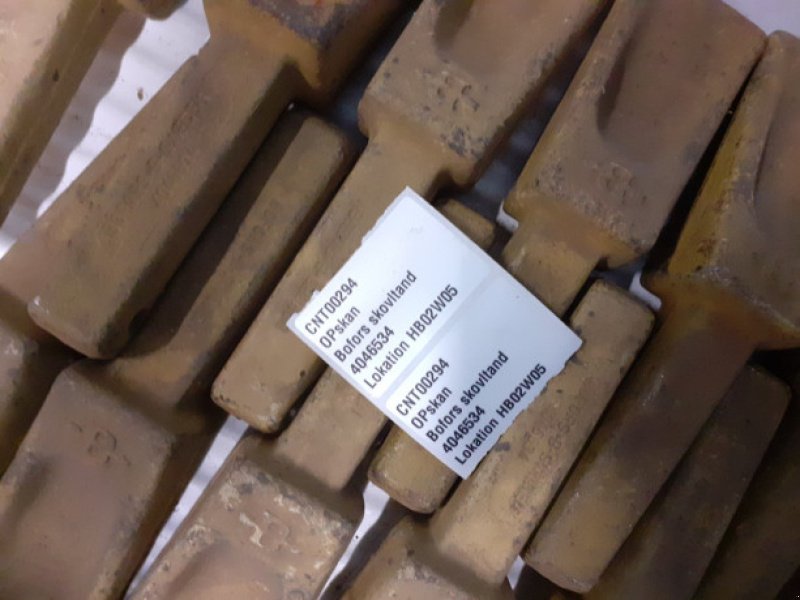 CNT00294
OPskan
Bofors skovltand
4046534
Lokation HB02W05
CNT00294
OPskan
Bofors skovltand
4046534
Lokation HB02W05